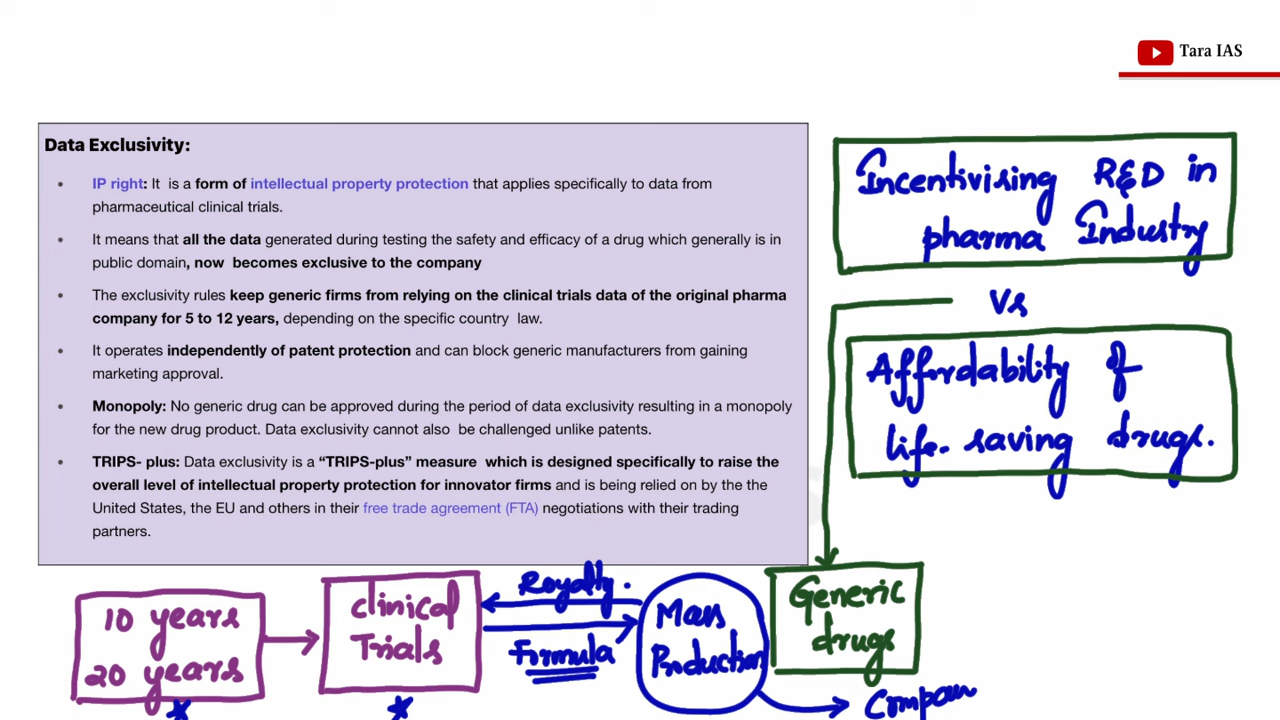 Tara IAS
Data Exclusivity:
• IP right: It is a form of intellectual property protection that applies specifically to data from
pharmaceutical clinical trials.
• It means that all the data generated during testing the safety and efficacy of a drug which generally is in
public domain, now becomes exclusive to the company
• The exclusivity rules keep generic firms from relying on the clinical trials data of the original pharma
company for 5 to 12 years, depending on the specific country law.
• It operates independently of patent protection and can block generic manufacturers from gaining
marketing approval.
• Monopoly: No generic drug can be approved during the period of data exclusivity resulting in a monopoly
for the new drug product. Data exclusivity cannot also be challenged unlike patents.
• TRIPS- plus: Data exclusivity is a “TRIPS-plus” measure which is designed specifically to raise the
overall level of intellectual property protection for innovator firms and is being relied on by the the
United States, the EU and others in their free trade agreement (FTA) negotiations with their trading
partners.
Incentivising R&D in
pharma Industry
Vs
Affordability of
life-saving drugs.
10 years
20 years
Clinical
Trials
Royalty.
Formula
Mass
Production
Generic
drugs